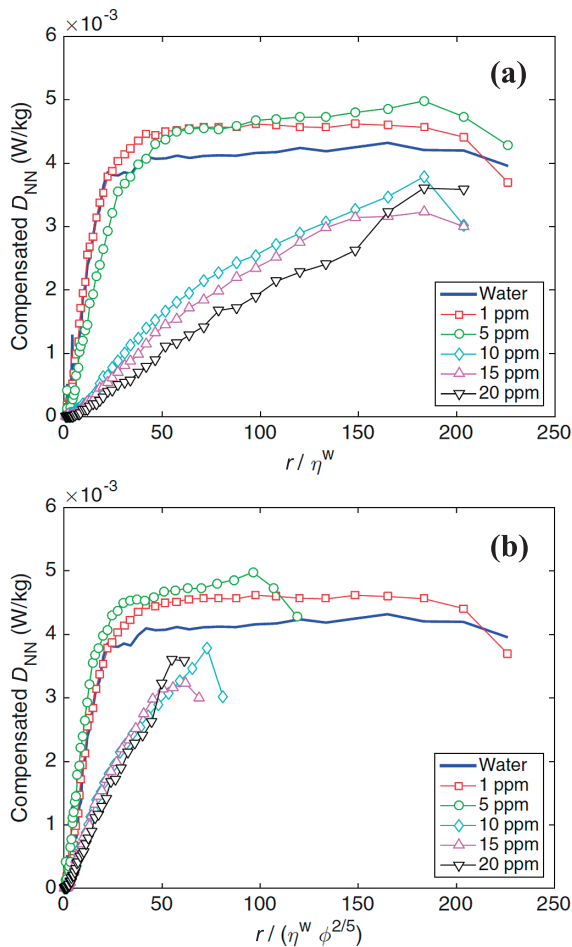 ×10⁻³
(a)
6
5
4
3
2
1
0
Compensated D_NN (W/kg)
Water
1 ppm
5 ppm
10 ppm
15 ppm
20 ppm
0 50 100 150 200 250
r / η^w
×10⁻³
(b)
6
5
4
3
2
1
0
Compensated D_NN (W/kg)
Water
1 ppm
5 ppm
10 ppm
15 ppm
20 ppm
0 50 100 150 200 250
r / (η^w ϕ^2/5)